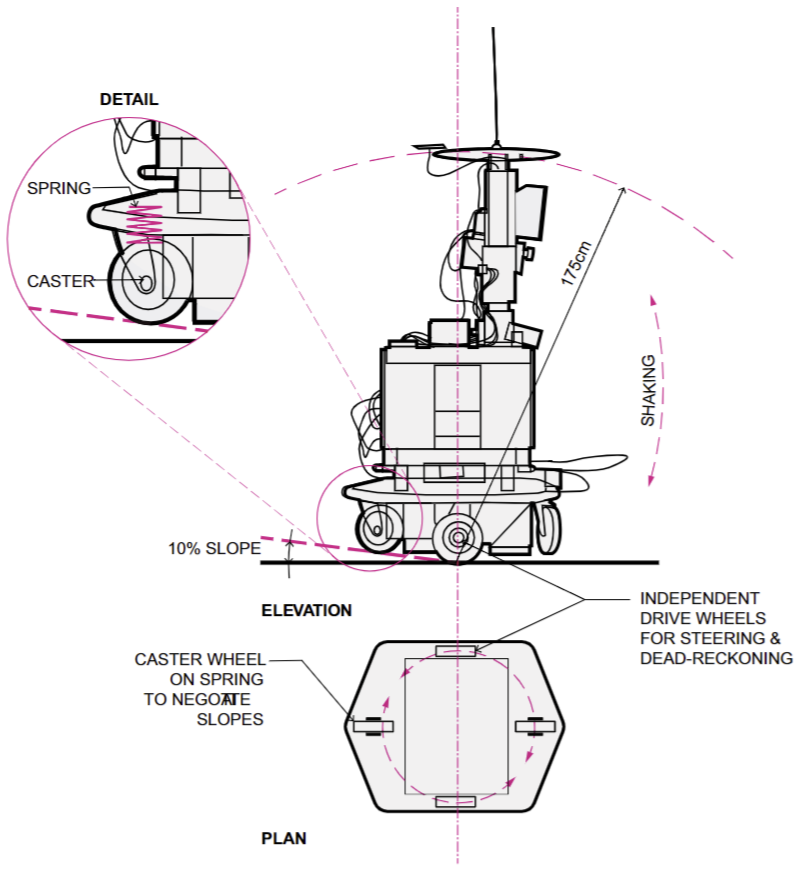 DETAIL
SPRING
CASTER
175cm
SHAKING
10% SLOPE
ELEVATION
INDEPENDENT
DRIVE WHEELS
FOR STEERING &
DEAD-RECKONING
CASTER WHEEL
ON SPRING
TO NEGOTIATE
SLOPES
PLAN